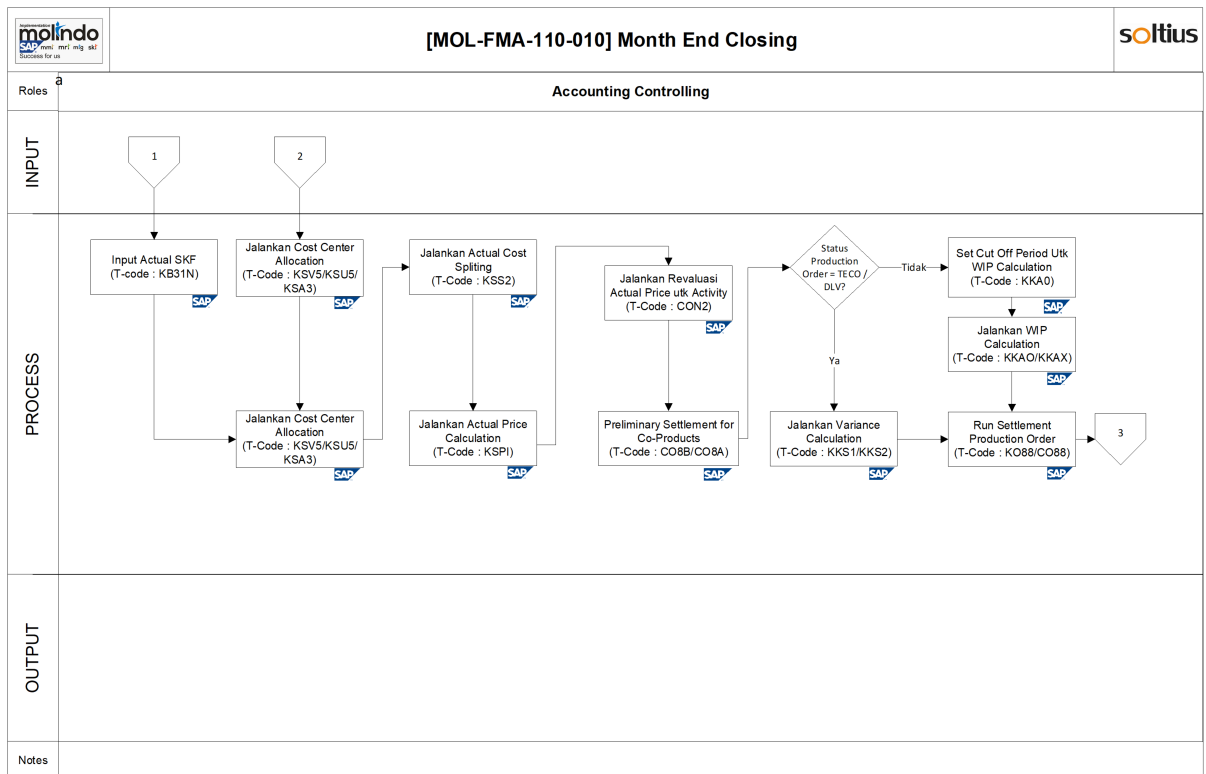 Implementation
molindo
SAP mmi mri mlg ski
Success for us
[MOL-FMA-110-010] Month End Closing
soltius
Roles
a
Accounting Controlling
INPUT
1
2
PROCESS
Input Actual SKF
(T-code : KB31N)
SAP
Jalankan Cost Center
Allocation
(T-Code : KSV5/KSU5/
KSA3)
SAP
Jalankan Actual Cost
Spliting
(T-Code : KSS2)
SAP
Jalankan Revaluasi
Actual Price utk Activity
(T-Code : CON2)
SAP
Status
Production
Order = TECO /
DLV?
Tidak
Set Cut Off Period Utk
WIP Calculation
(T-Code : KKA0)
SAP
Jalankan WIP
Calculation
(T-Code : KKAO/KKAX)
SAP
Ya
Jalankan Cost Center
Allocation
(T-Code : KSV5/KSU5/
KSA3)
SAP
Jalankan Actual Price
Calculation
(T-Code : KSPI)
SAP
Preliminary Settlement for
Co-Products
(T-Code : CO8B/CO8A)
SAP
Jalankan Variance
Calculation
(T-Code : KKS1/KKS2)
SAP
Run Settlement
Production Order
(T-Code : KO88/CO88)
SAP
3
OUTPUT
Notes